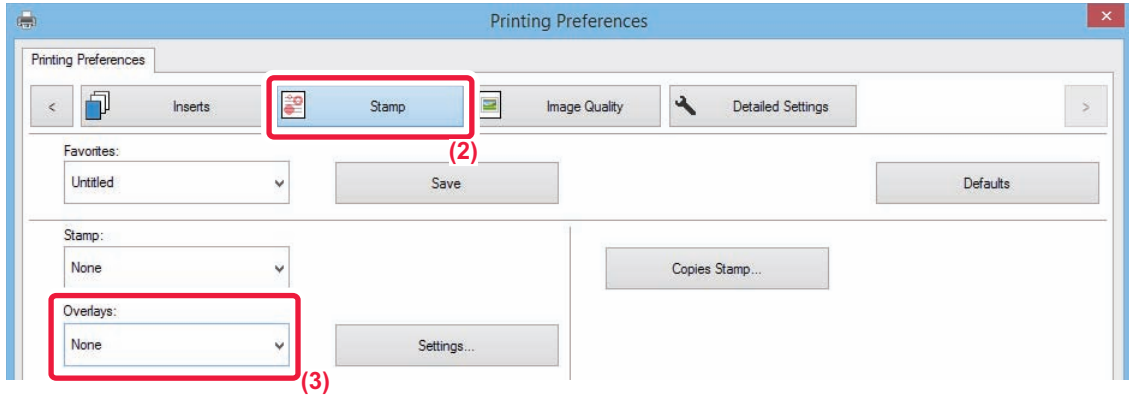 Printing Preferences
Printing Preferences
< Inserts Stamp Image Quality Detailed Settings >
(2)
Favorites:
Untitled Save Defaults
Stamp:
None Copies Stamp...
Overlays:
None Settings...
(3)